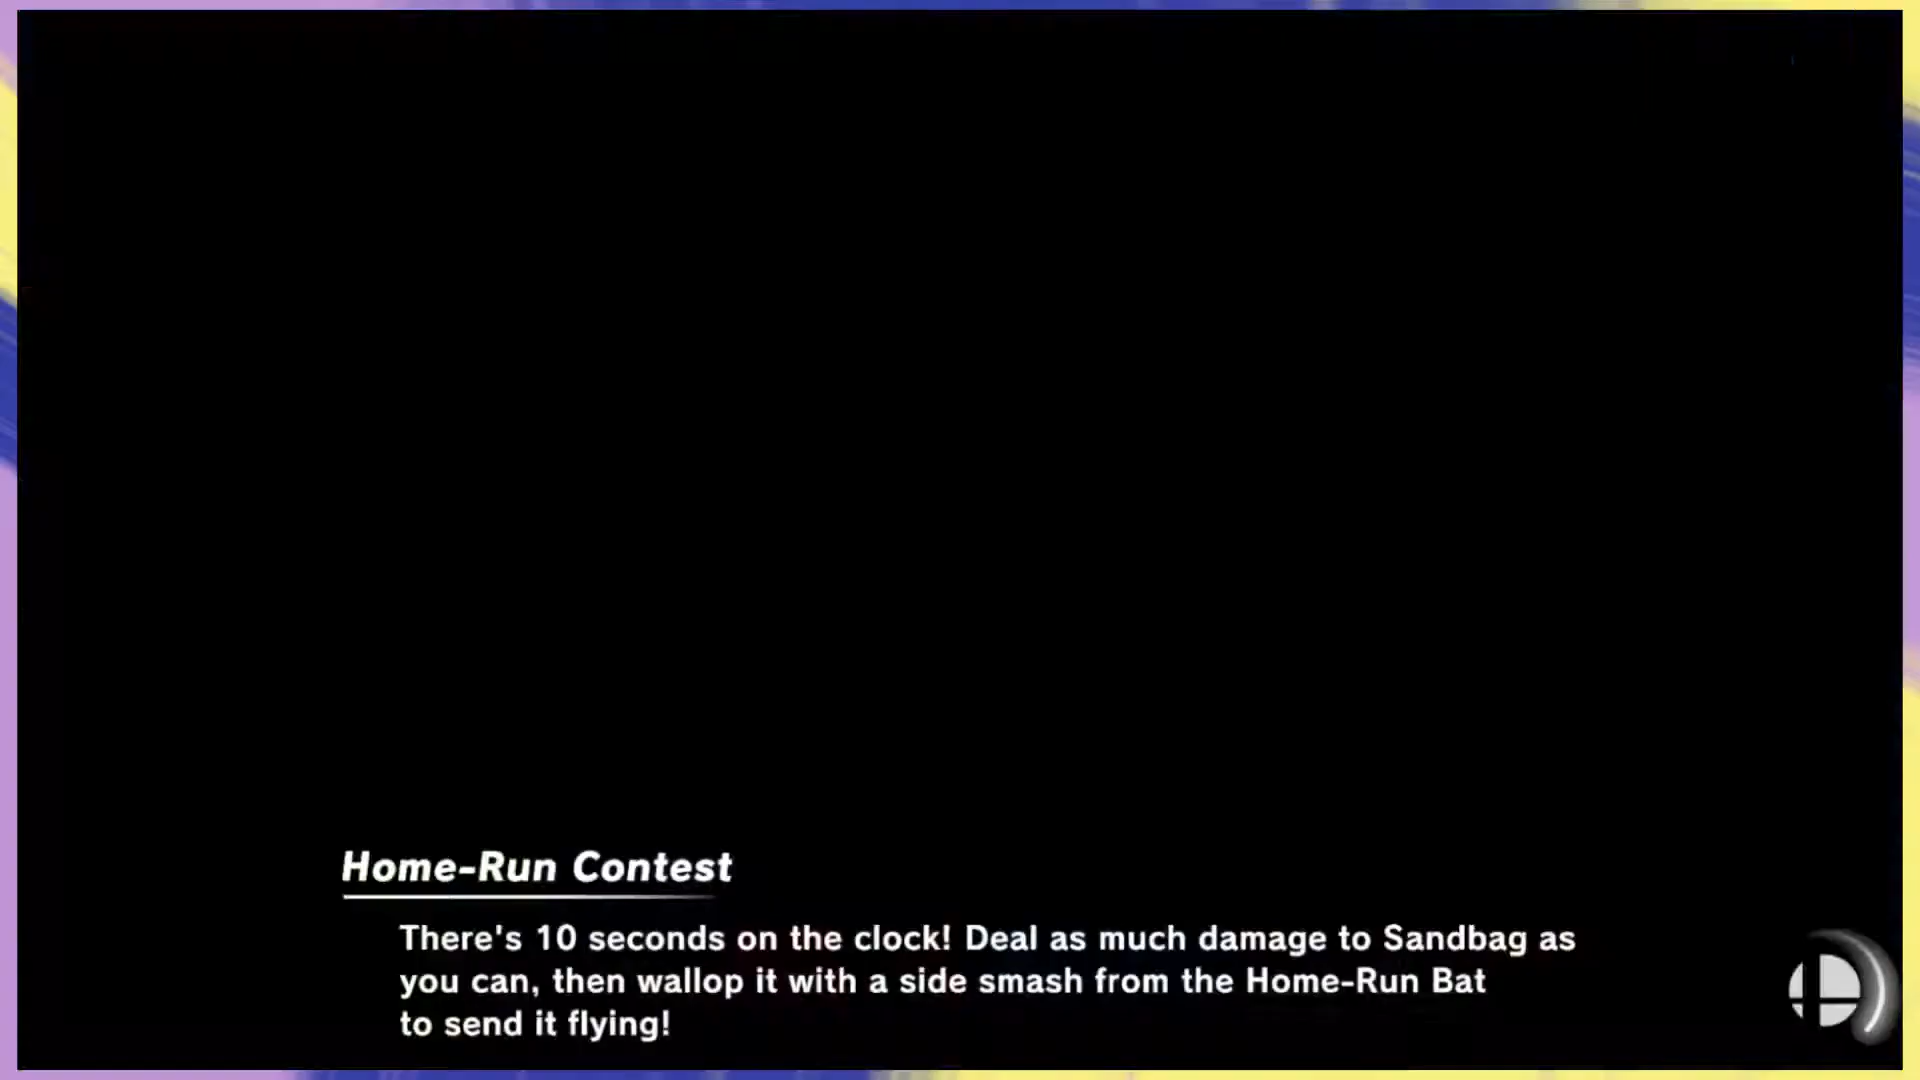 Home-Run Contest
There's 10 seconds on the clock! Deal as much damage to Sandbag as
you can, then wallop it with a side smash from the Home-Run Bat
to send it flying!